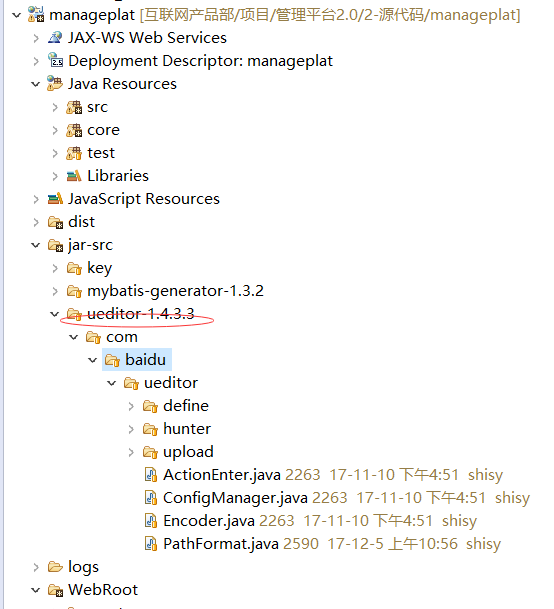 manageplat [互联网产品部/项目/管理平台2.0/2-源代码/manageplat]
JAX-WS Web Services
Deployment Descriptor: manageplat
Java Resources
src
core
test
Libraries
JavaScript Resources
dist
jar-src
key
mybatis-generator-1.3.2
ueditor-1.4.3.3
com
baidu
ueditor
define
hunter
upload
ActionEnter.java 2263 17-11-10 下午4:51 shisy
ConfigManager.java 2263 17-11-10 下午4:51 shisy
Encoder.java 2263 17-11-10 下午4:51 shisy
PathFormat.java 2590 17-12-5 上午10:56 shisy
logs
WebRoot